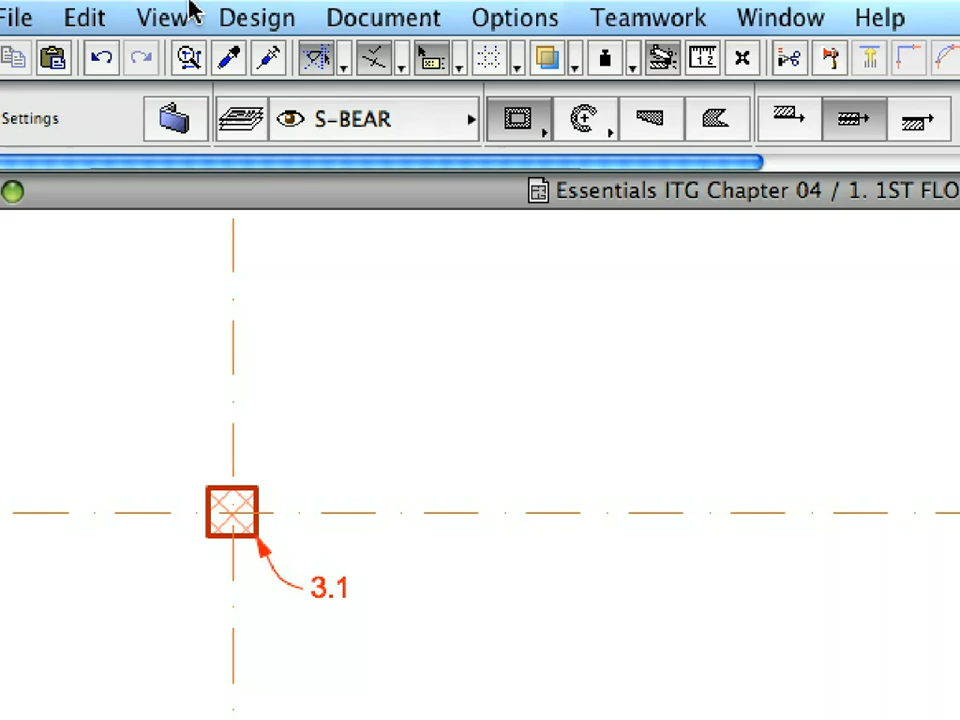 File Edit View Design Document Options Teamwork Window Help
Settings S-BEAR
Essentials ITG Chapter 04 / 1. 1ST FLO
3.1